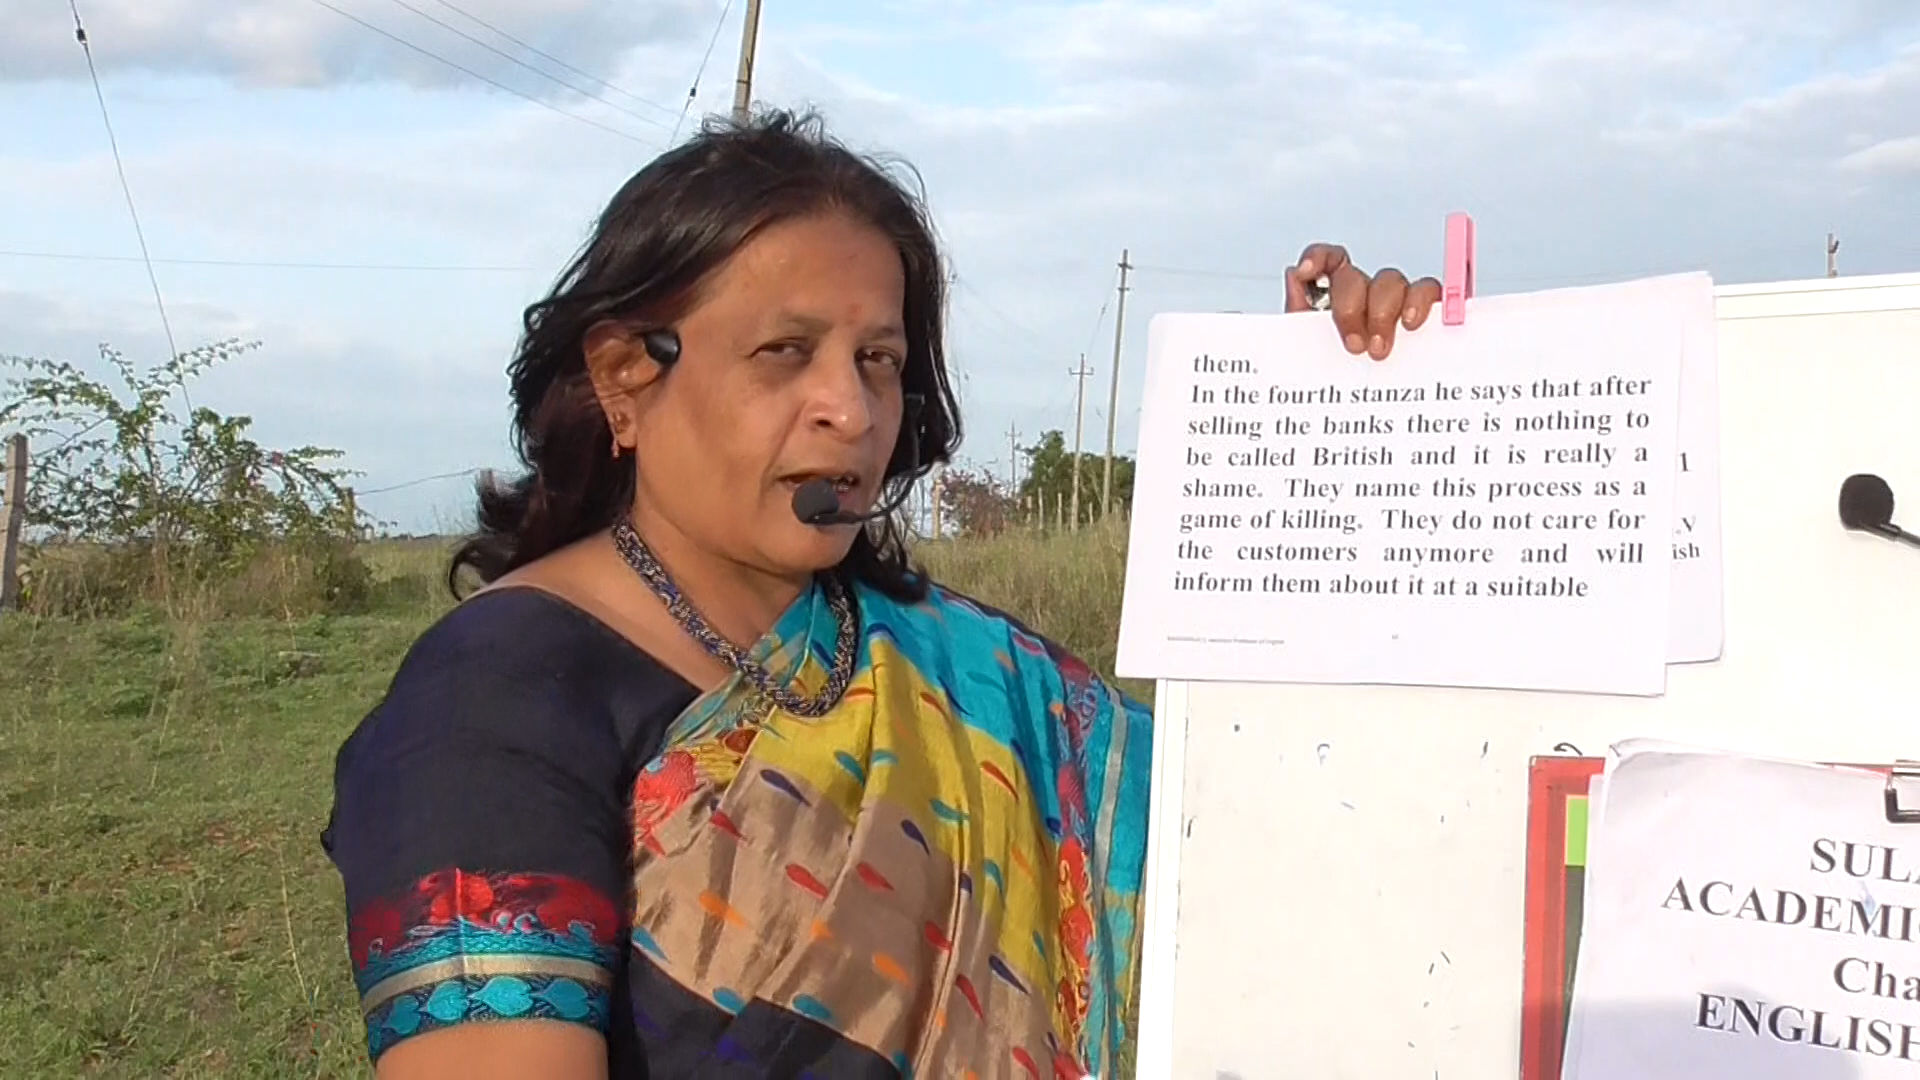 them.
In the fourth stanza he says that after
selling the banks there is nothing to
be called British and it is really a
shame. They name this process as a
game of killing. They do not care for
the customers anymore and will
inform them about it at a suitable
1
.V
ish
SUL
ACADEMI
Cha
ENGLISH